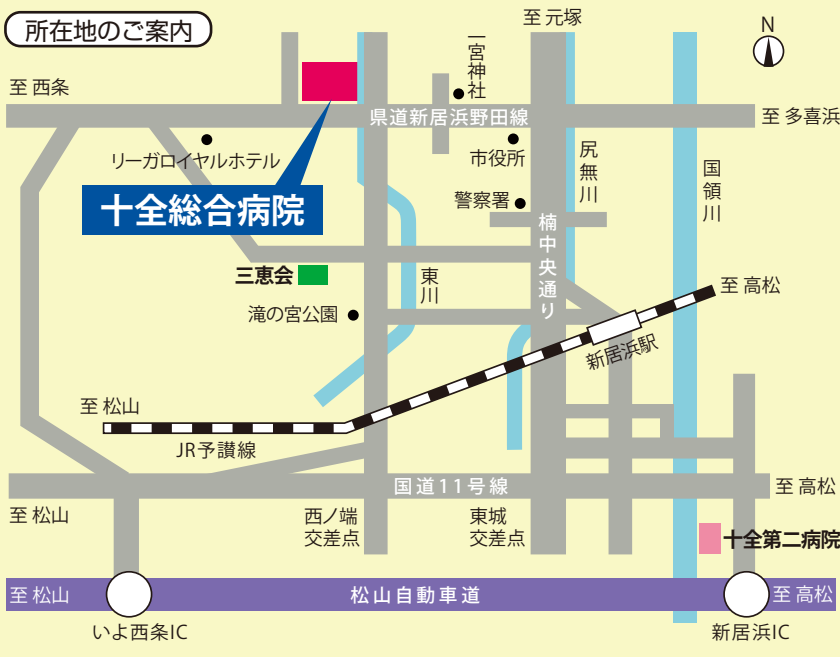 所在地のご案内
至 元塚
N
一宮神社
至 西条
県道新居浜野田線
至 多喜浜
リーガロイヤルホテル
市役所
尻無川
国領川
警察署
十全総合病院
楠中央通り
三恵会
東川
至 高松
滝の宮公園
新居浜駅
至 松山
JR予讃線
国道11号線
至 高松
至 松山
西ノ端
交差点
東城
交差点
十全第二病院
至 松山
松山自動車道
至 高松
いよ西条IC
新居浜IC